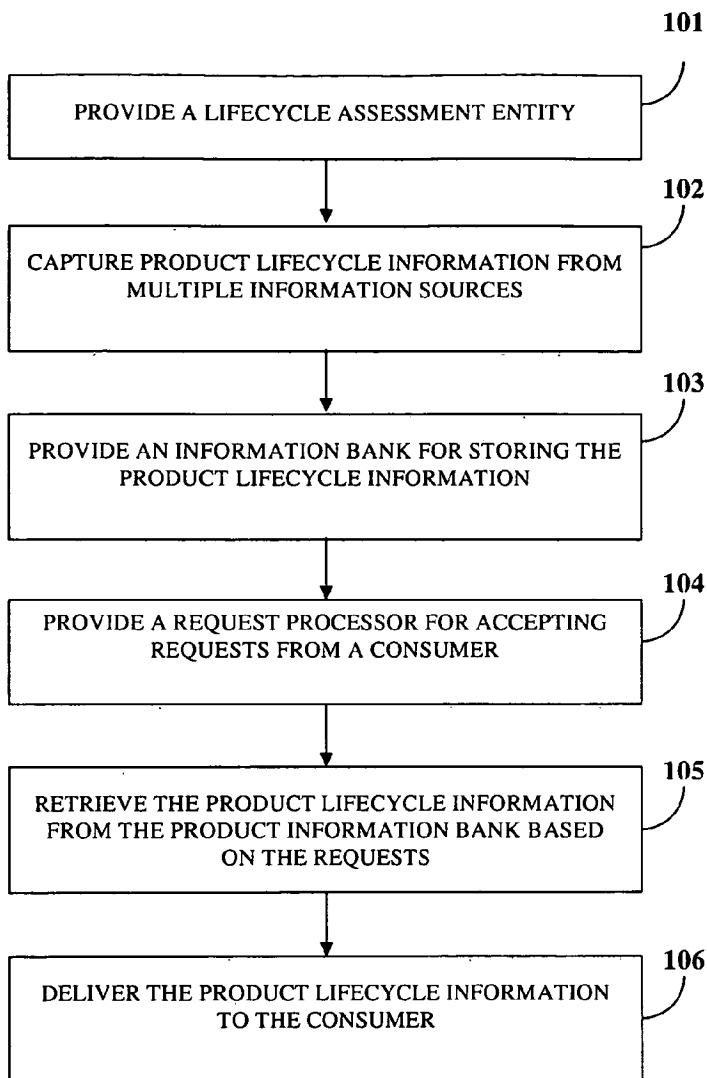 101
PROVIDE A LIFECYCLE ASSESSMENT ENTITY
102
CAPTURE PRODUCT LIFECYCLE INFORMATION FROM
MULTIPLE INFORMATION SOURCES
103
PROVIDE AN INFORMATION BANK FOR STORING THE
PRODUCT LIFECYCLE INFORMATION
104
PROVIDE A REQUEST PROCESSOR FOR ACCEPTING
REQUESTS FROM A CONSUMER
105
RETRIEVE THE PRODUCT LIFECYCLE INFORMATION
FROM THE PRODUCT INFORMATION BANK BASED
ON THE REQUESTS
106
DELIVER THE PRODUCT LIFECYCLE INFORMATION
TO THE CONSUMER